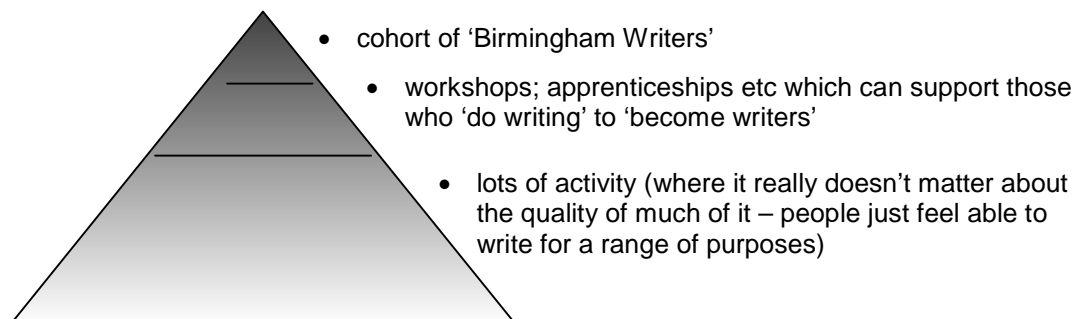 • cohort of ‘Birmingham Writers’
• workshops; apprenticeships etc which can support those
who ‘do writing’ to ‘become writers’
• lots of activity (where it really doesn’t matter about
the quality of much of it – people just feel able to
write for a range of purposes)